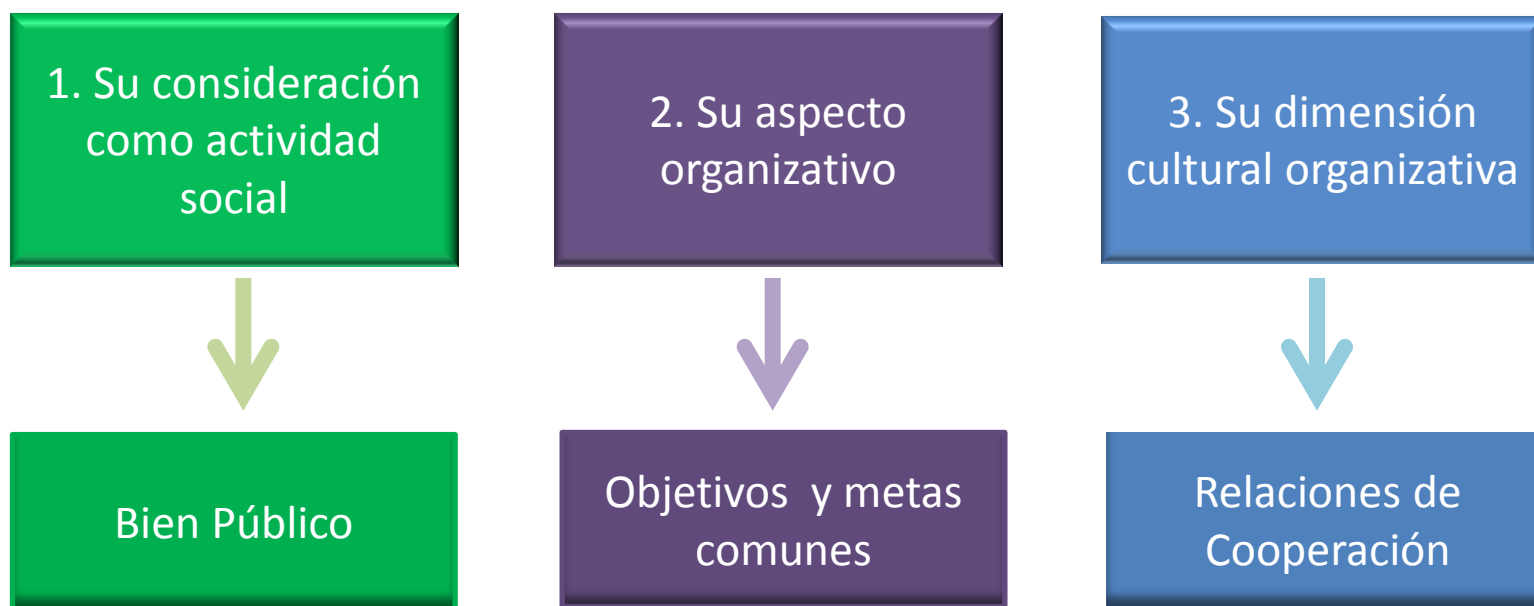 1. Su consideración
como actividad
social
2. Su aspecto
organizativo
3. Su dimensión
cultural organizativa
Bien Público
Objetivos  y metas
comunes
Relaciones de
Cooperación